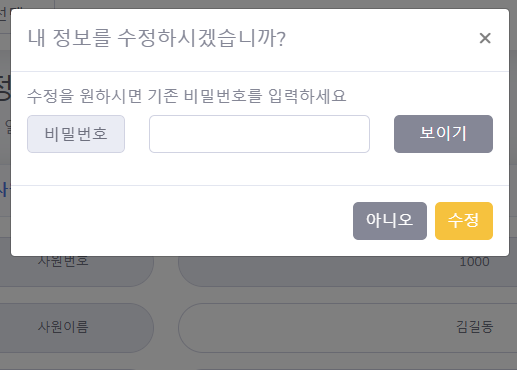 내 정보를 수정하시겠습니까?
×
수정을 원하시면 기존 비밀번호를 입력하세요
비밀번호
보이기
아니오 수정
사원번호 1000
사원이름 김길동